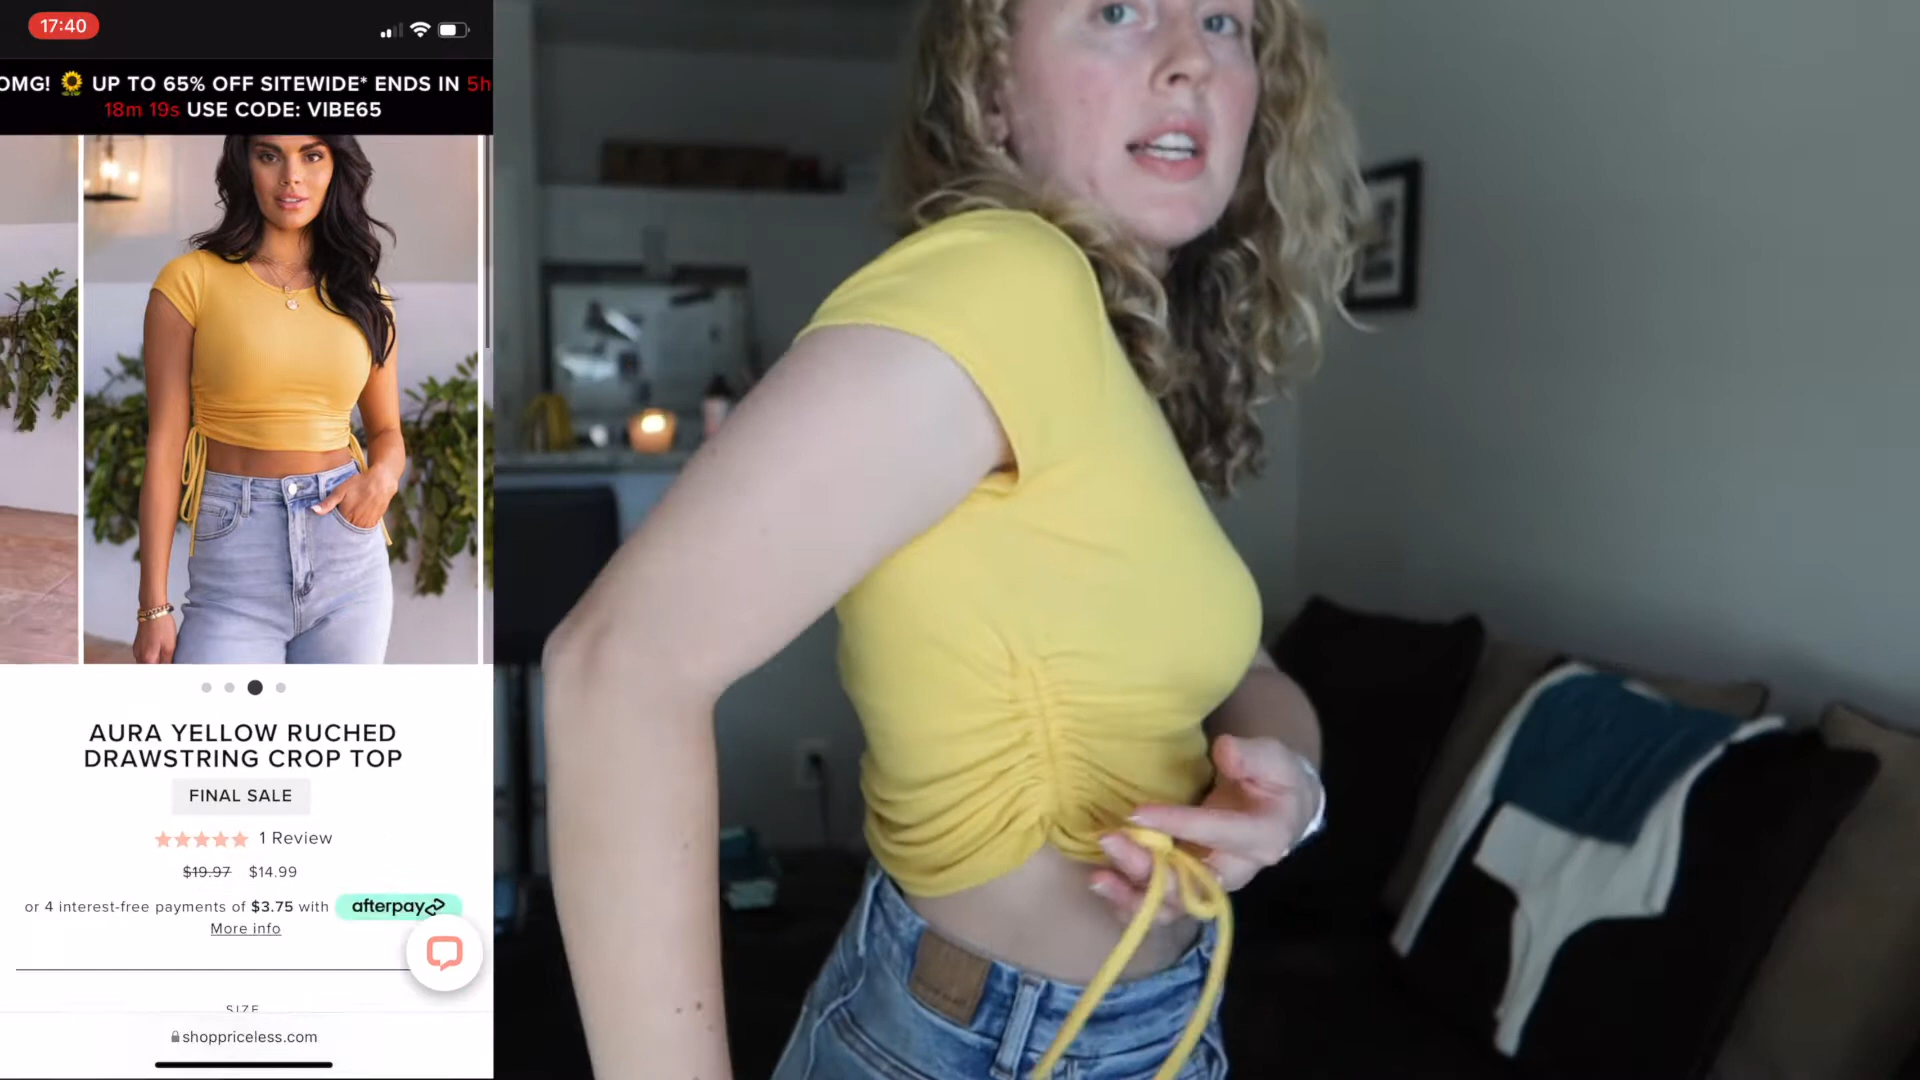 17:40
OMG! 🌻 UP TO 65% OFF SITEWIDE* ENDS IN 5h
18m 19s USE CODE: VIBE65
AURA YELLOW RUCHED
DRAWSTRING CROP TOP
FINAL SALE
1 Review
$19.97 $14.99
or 4 interest-free payments of $3.75 with afterpay
More info
SIZE
shoppriceless.com